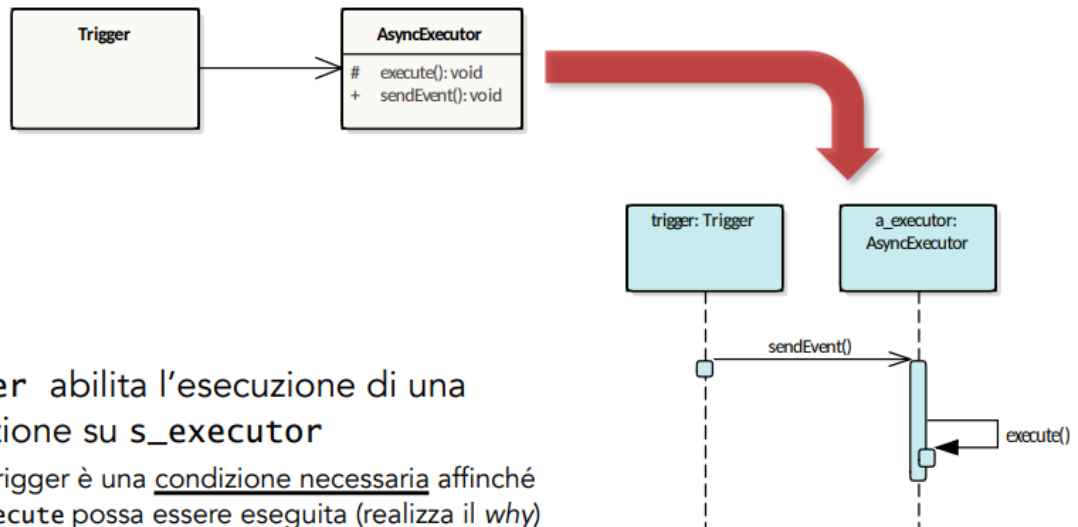 Trigger
AsyncExecutor
# execute(): void
+ sendEvent(): void
trigger: Trigger
a_executor:
AsyncExecutor
sendEvent()
execute()
er abilita l'esecuzione di una
zione su s_executor
rigger è una condizione necessaria affinché
ecute possa essere eseguita (realizza il why)